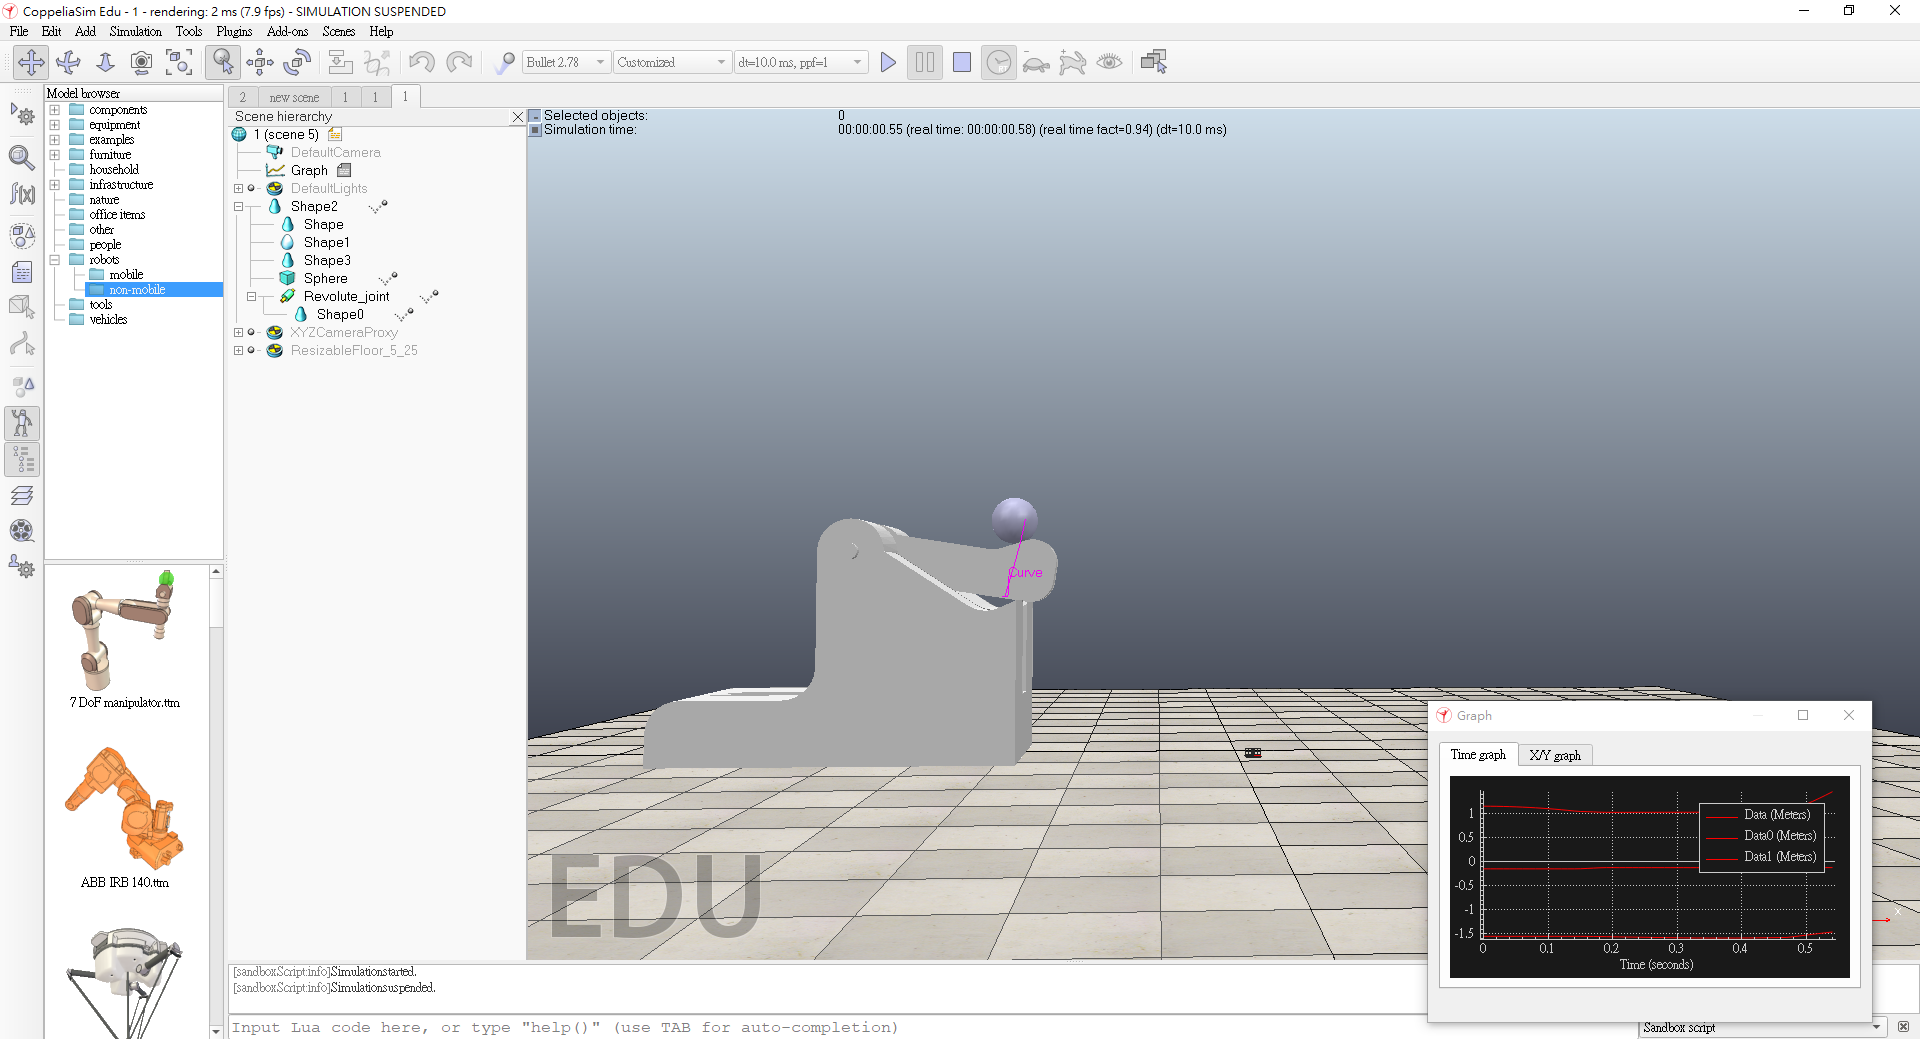 CoppeliaSim Edu - 1 - rendering: 2 ms (7.9 fps) - SIMULATION SUSPENDED
File Edit Add Simulation Tools Plugins Add-ons Scenes Help
Bullet 2.78 Customized dt=10.0 ms, ppf=1
Model browser
components
equipment
examples
furniture
household
infrastructure
nature
office items
other
people
robots
mobile
non-mobile
tools
vehicles
7 DoF manipulator.ttm
ABB IRB 140.ttm
2 new scene 1 1 1
Scene hierarchy
1 (scene 5)
DefaultCamera
Graph
DefaultLights
Shape2
Shape
Shape1
Shape3
Sphere
Revolute_joint
Shape0
XYZCameraProxy
ResizableFloor_5_25
Selected objects: 0
Simulation time: 00:00:00.55 (real time: 00:00:00.58) (real time fact=0.94) (dt=10.0 ms)
Curve
EDU
x
Graph
Time graph X/Y graph
1
0.5
0
-0.5
-1
-1.5
Data (Meters)
Data0 (Meters)
Data1 (Meters)
0 0.1 0.2 0.3 0.4 0.5
Time (seconds)
[sandboxScript:info]Simulationstarted.
[sandboxScript:info]Simulationsuspended.
Input Lua code here, or type "help()" (use TAB for auto-completion)
Sandbox script